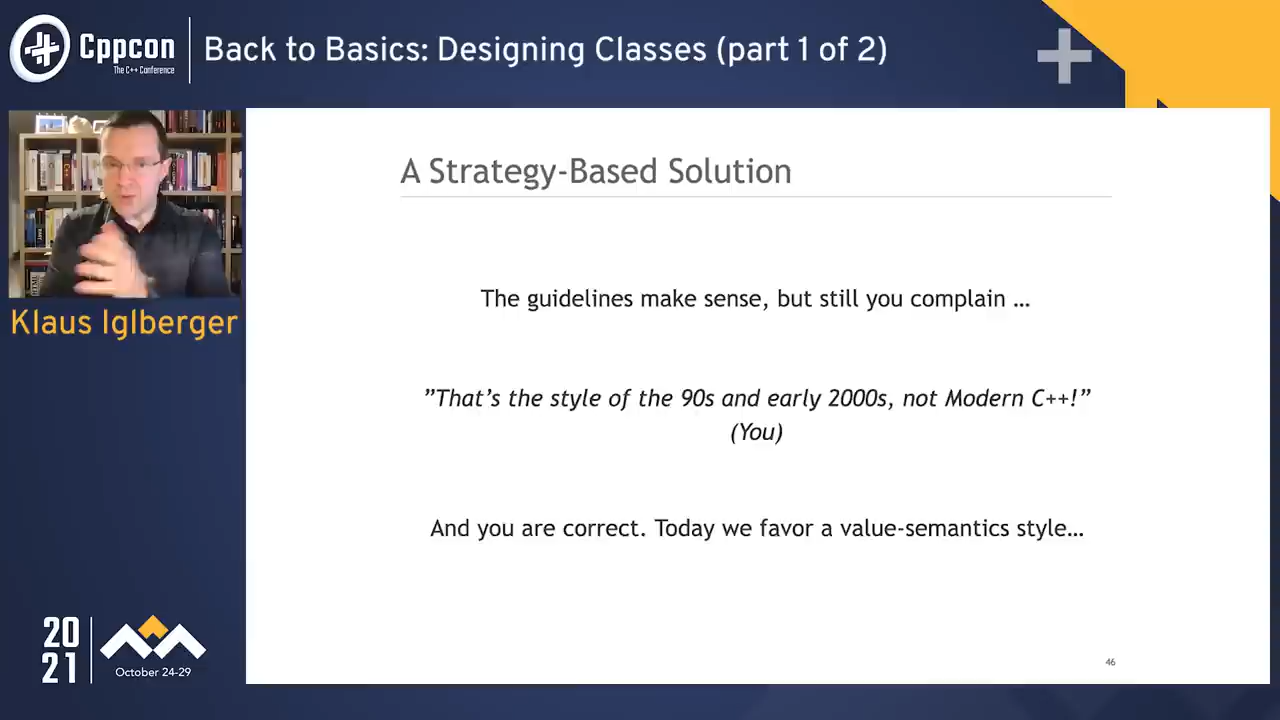 Cppcon
The C++ Conference
Back to Basics: Designing Classes (part 1 of 2)
Klaus Iglberger
A Strategy-Based Solution
The guidelines make sense, but still you complain …
”That’s the style of the 90s and early 2000s, not Modern C++!”
(You)
And you are correct. Today we favor a value-semantics style…
46
20
21
October 24-29